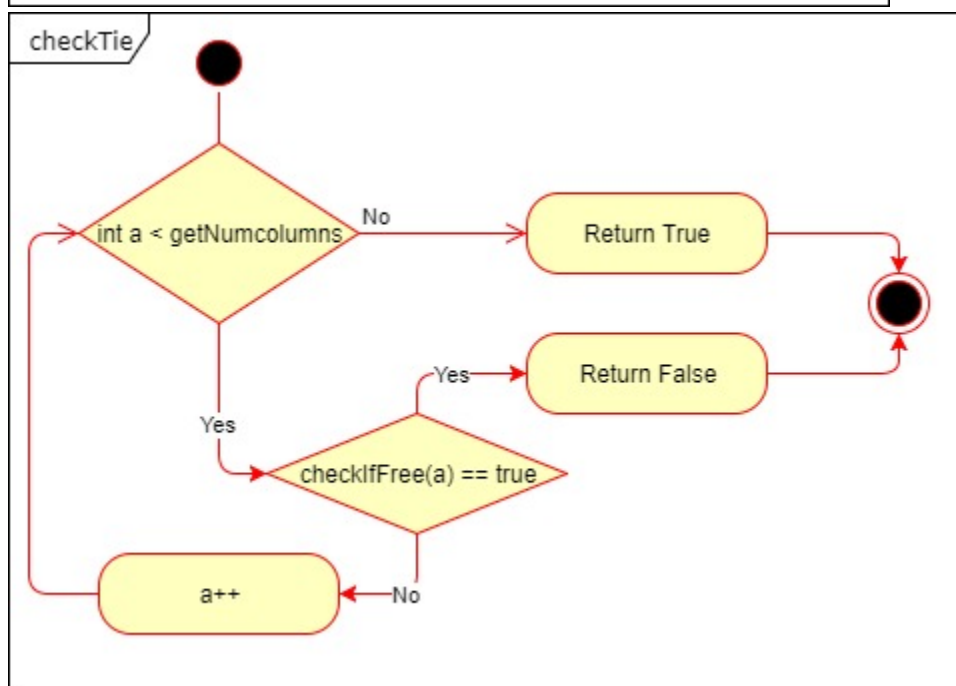 checkTie
No
int a < getNumcolumns
Return True
Yes
Return False
Yes
checkIfFree(a) == true
a++
No